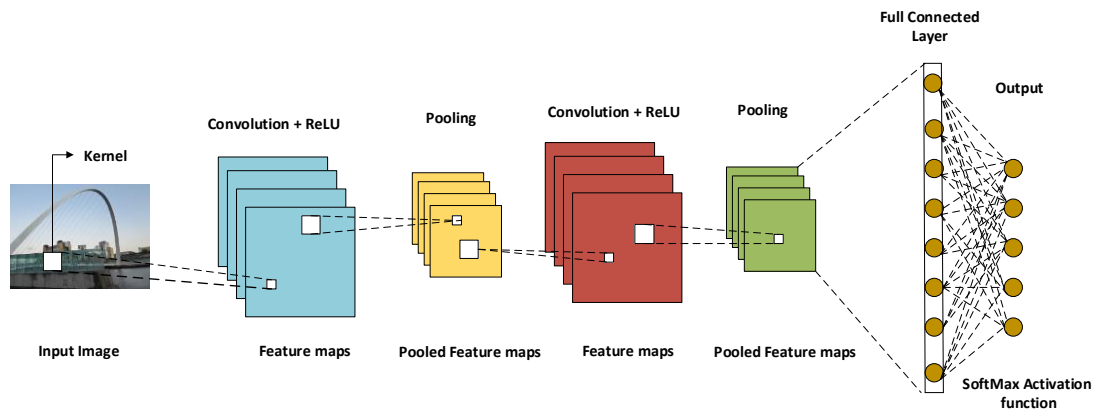 Full Connected
Layer
Output
Convolution + ReLU
Pooling
Convolution + ReLU
Pooling
Kernel
Input Image
Feature maps
Pooled Feature maps
Feature maps
Pooled Feature maps
SoftMax Activation
function